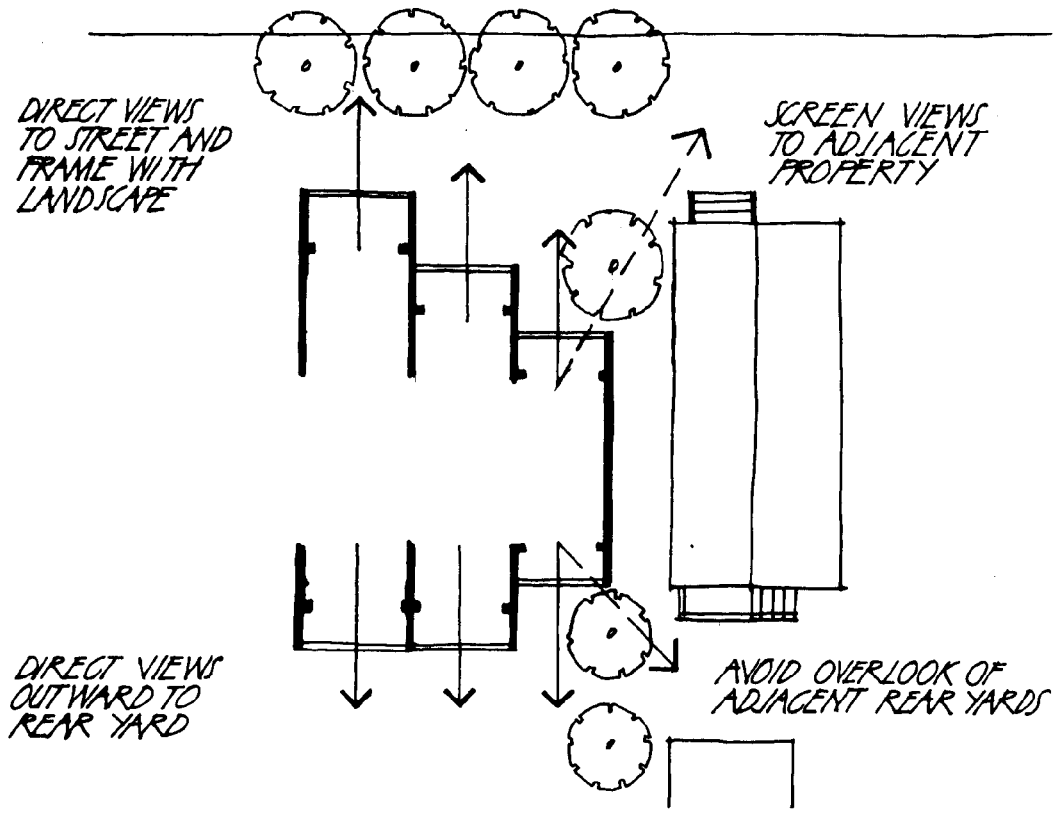 DIRECT VIEWS
TO STREET AND
FRAME WITH
LANDSCAPE
SCREEN VIEWS
TO ADJACENT
PROPERTY
DIRECT VIEWS
OUTWARD TO
REAR YARD
AVOID OVERLOOK OF
ADJACENT REAR YARDS